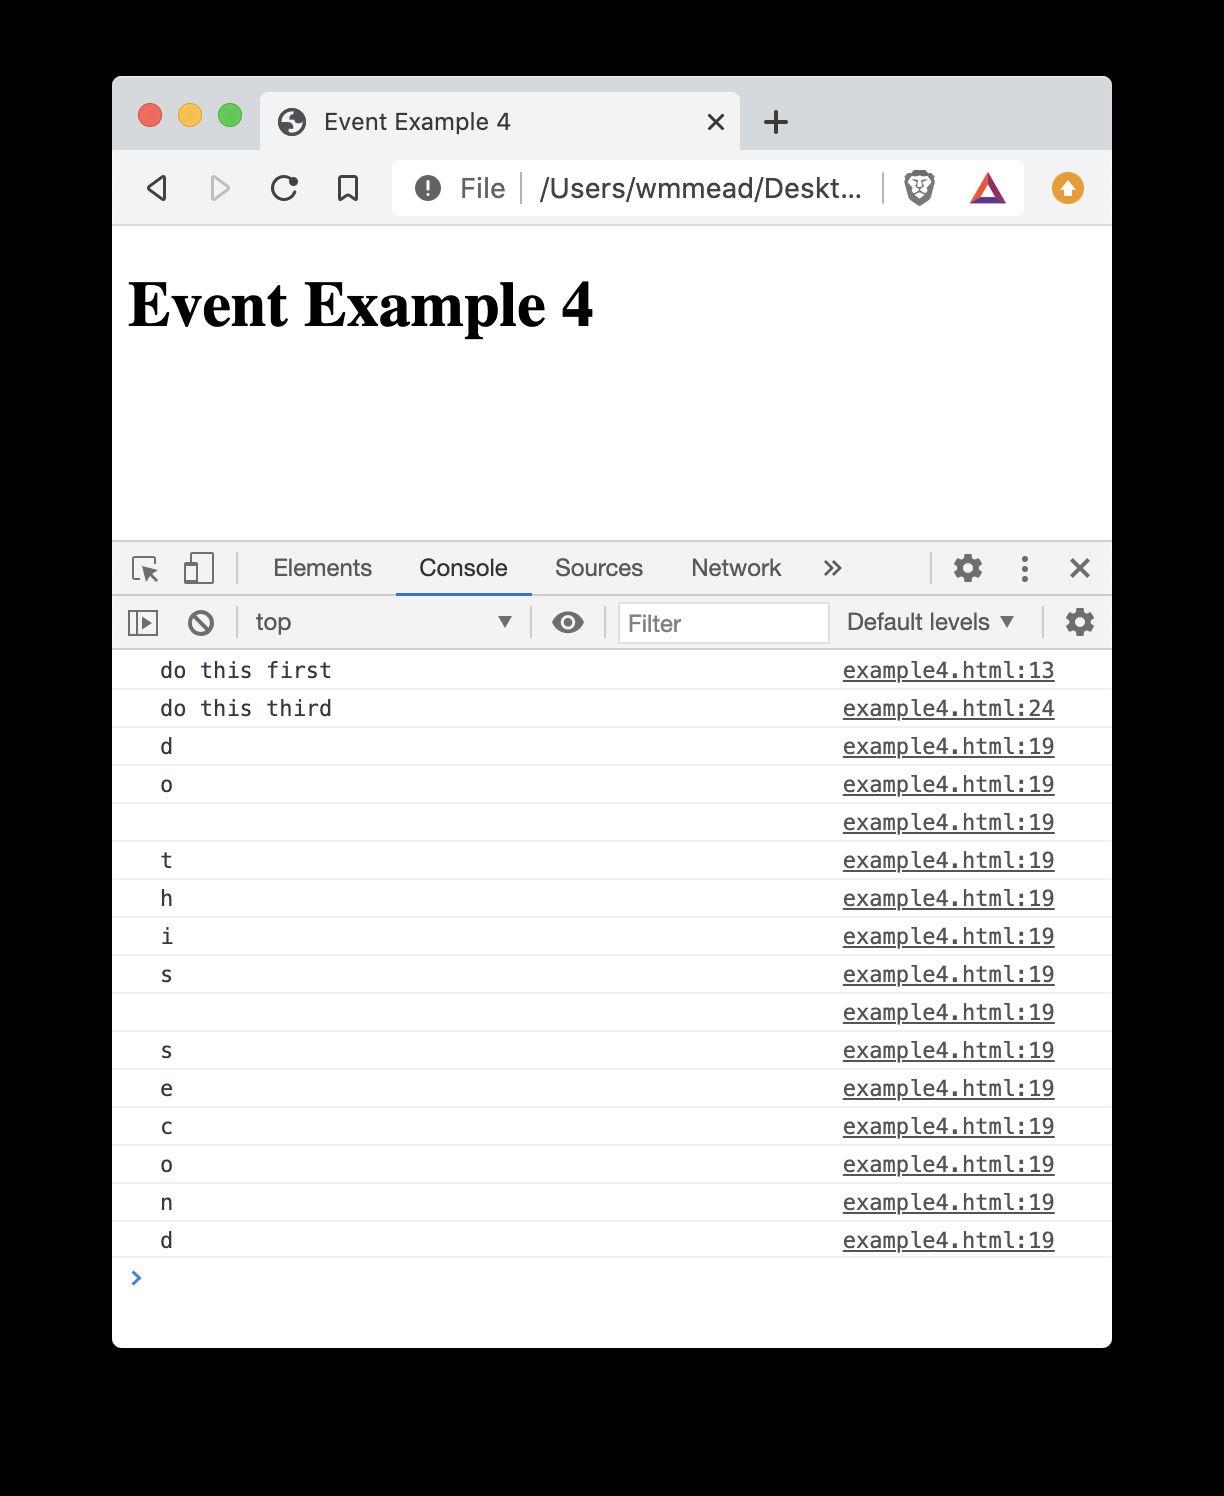 Event Example 4
File /Users/wmmead/Deskt...
Event Example 4
Elements Console Sources Network
top Filter Default levels
do this first example4.html:13
do this third example4.html:24
d example4.html:19
o example4.html:19
example4.html:19
t example4.html:19
h example4.html:19
i example4.html:19
s example4.html:19
example4.html:19
s example4.html:19
e example4.html:19
c example4.html:19
o example4.html:19
n example4.html:19
d example4.html:19